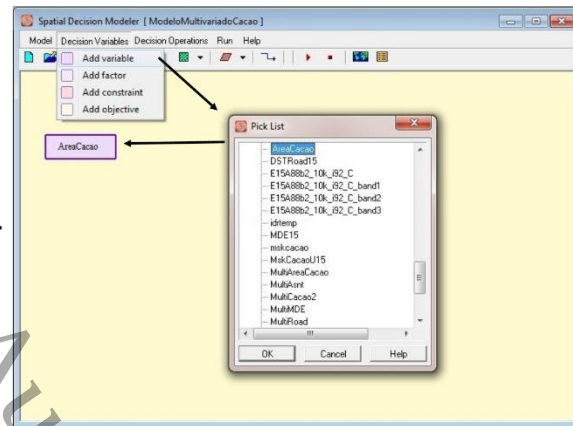 Spatial Decision Modeler [ ModeloMultivariadoCacao ]
Model Decision Variables Decision Operations Run Help
Add variable
Add factor
Add constraint
Add objective
AreaCacao
Pick List
AreaCacao
DSTRoad15
E15A88b2_10k_i92_C
E15A88b2_10k_i92_C_band1
E15A88b2_10k_i92_C_band2
E15A88b2_10k_i92_C_band3
idrtemp
MDE15
mskcacao
MskCacaoU15
MultiAreaCacao
MultiAsnt
MultiCacao2
MultiMDE
MultiRoad
OK Cancel Help